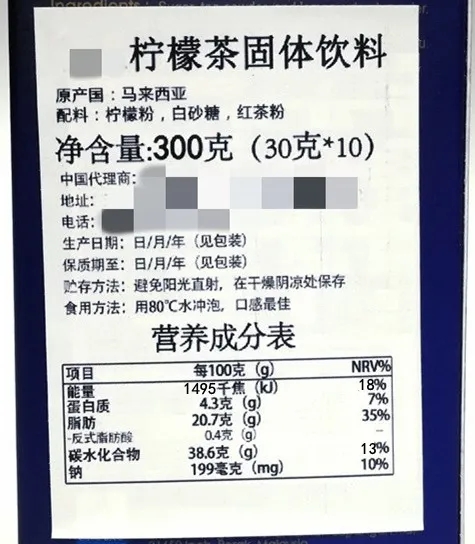 Ingredients
柠檬茶固体饮料
原产国：马来西亚
配料：柠檬粉，白砂糖，红茶粉
净含量:300克（30克*10）
中国代理商：
地址：
电话：
生产日期：日/月/年（见包装）
保质期至：日/月/年（见包装）
贮存方法：避免阳光直射，在干燥阴凉处保存
食用方法：用80℃水冲泡，口感最佳
营养成分表
项目 每100克（g） NRV%
能量 1495千焦（kJ） 18%
蛋白质 4.3克（g） 7%
脂肪 20.7克（g） 35%
-反式脂肪酸 0.4克（g） –
碳水化合物 38.6克（g） 13%
钠 199毫克（mg） 10%